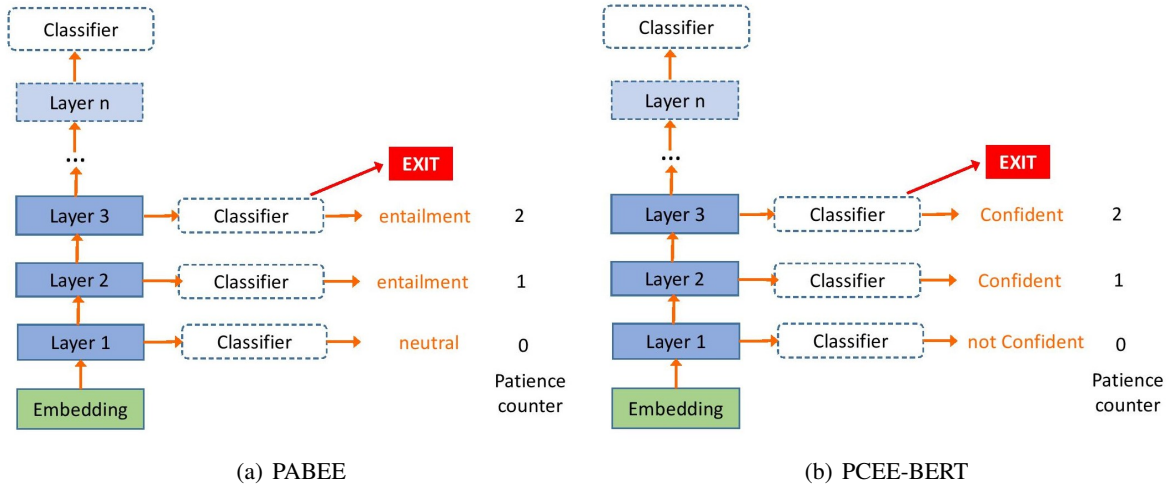 Classifier
Layer n
...
EXIT
Layer 3 Classifier entailment 2
Layer 2 Classifier entailment 1
Layer 1 Classifier neutral 0
Embedding
Patience
counter
(a) PABEE
Classifier
Layer n
...
EXIT
Layer 3 Classifier Confident 2
Layer 2 Classifier Confident 1
Layer 1 Classifier not Confident 0
Embedding
Patience
counter
(b) PCEE-BERT